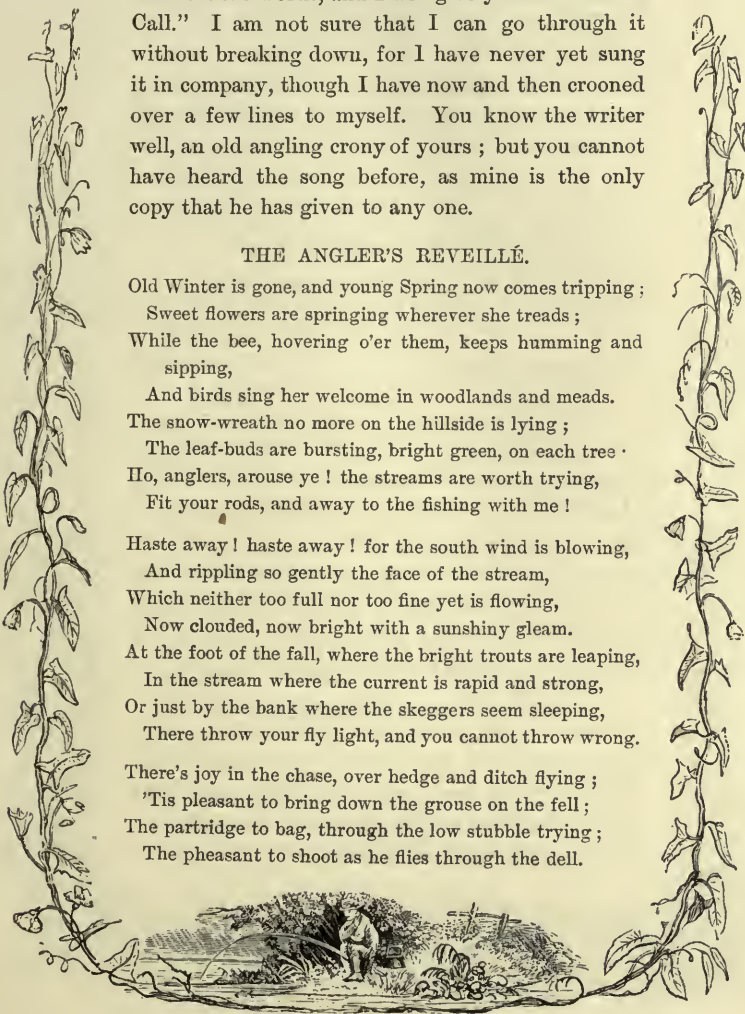 Call." I am not sure that I can go through it
without breaking down, for I have never yet sung
it in company, though I have now and then crooned
over a few lines to myself. You know the writer
well, an old angling crony of yours ; but you cannot
have heard the song before, as mine is the only
copy that he has given to any one.
THE ANGLER'S REVEILLÉ.
Old Winter is gone, and young Spring now comes tripping ;
Sweet flowers are springing wherever she treads ;
While the bee, hovering o'er them, keeps humming and
sipping,
And birds sing her welcome in woodlands and meads.
The snow-wreath no more on the hillside is lying ;
The leaf-buds are bursting, bright green, on each tree ·
Ho, anglers, arouse ye ! the streams are worth trying,
Fit your rods, and away to the fishing with me !
Haste away ! haste away ! for the south wind is blowing,
And rippling so gently the face of the stream,
Which neither too full nor too fine yet is flowing,
Now clouded, now bright with a sunshiny gleam.
At the foot of the fall, where the bright trouts are leaping,
In the stream where the current is rapid and strong,
Or just by the bank where the skeggers seem sleeping,
There throw your fly light, and you cannot throw wrong.
There's joy in the chase, over hedge and ditch flying ;
'Tis pleasant to bring down the grouse on the fell ;
The partridge to bag, through the low stubble trying ;
The pheasant to shoot as he flies through the dell.